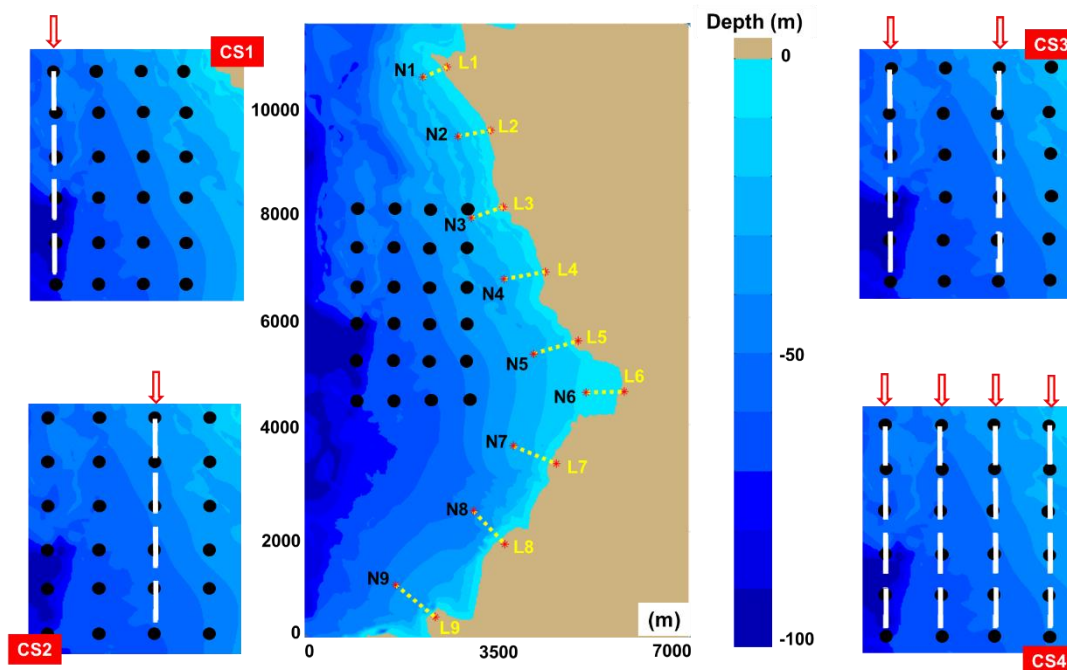 CS1
Depth (m)
CS3
N1
L1
0
10000
N2
L2
8000
N3
L3
N4
L4
6000
N5
L5
-50
N6
L6
4000
N7
L7
N8
L8
2000
N9
L9
0
(m)
-100
CS2
CS4
0
3500
7000